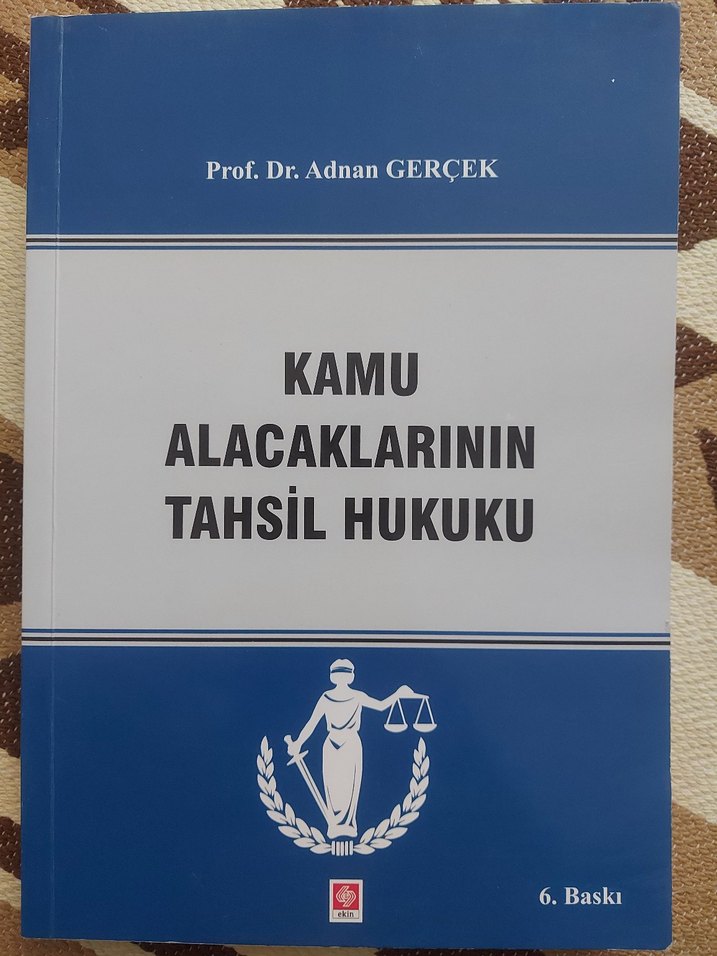 Prof. Dr. Adnan GERÇEK
KAMU
ALACAKLARININ
TAHSİL HUKUKU
ekin
6. Baskı